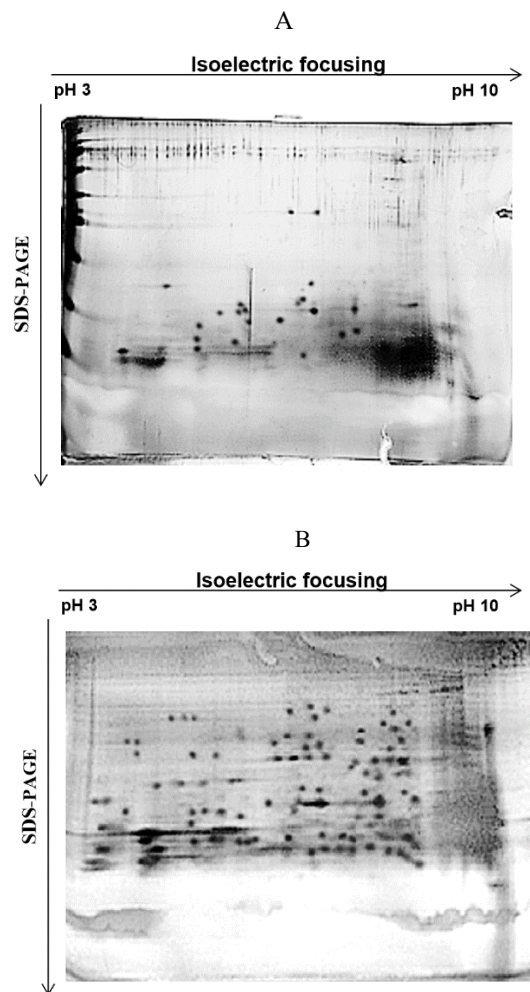 A
Isoelectric focusing
pH 3 pH 10
SDS-PAGE
B
Isoelectric focusing
pH 3 pH 10
SDS-PAGE